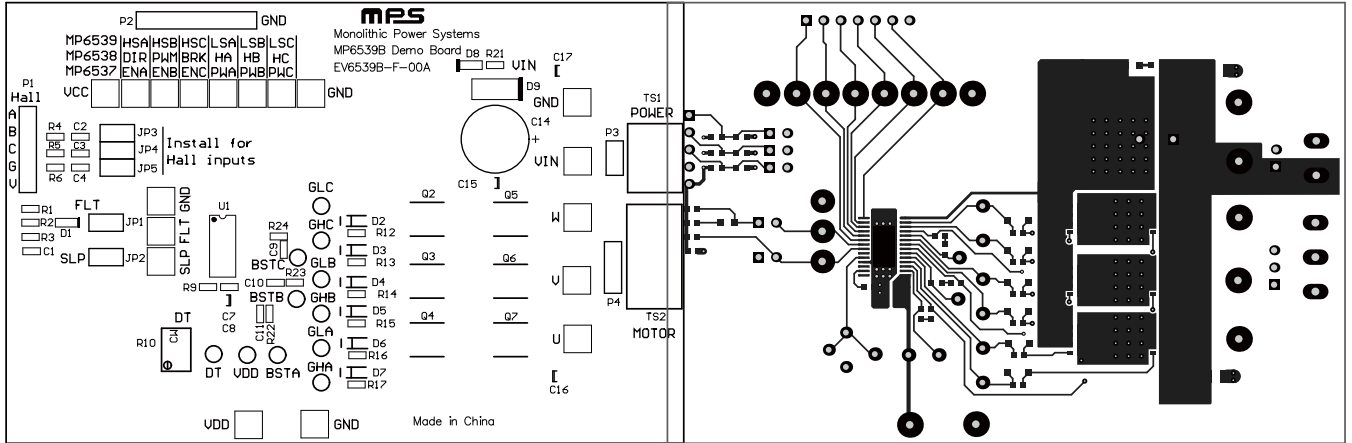 P2
GND
MPS
Monolithic Power Systems
MP6539B Demo Board
EV6539B-F-00A
MP6539 HSA HSB HSC LSA LSB LSC
MP6538 DIR PWM BRK HA HB HC
MP6537 ENA ENB ENC PWA PWB PWC
VCC
GND
D8 R21
VIN
C17
D9
GND
C14
+
P1
Hall
A
B
C
G
V
R4 C2
R5 C3
R6 C4
JP3
JP4
JP5
Install for
Hall inputs
TS1
POWER
P3
VIN
C15
GND
FLT
R1
R2
R3
C1
D1
JP1
FLT
SLP
JP2
SLP
U1
R24
C9
BSTC
R23
C10
BSTB
R9
C7
C8
C11
R22
GLC
GHC
GLB
GHB
GLA
GHA
D2
R12
D3
R13
D4
R14
D5
R15
D6
R16
D7
R17
Q2 Q5
Q3 Q6
Q4 Q7
W
V
U
P4
TS2
MOTOR
C16
DT
R10
CW
DT VDD BSTA
VDD
GND
Made in China